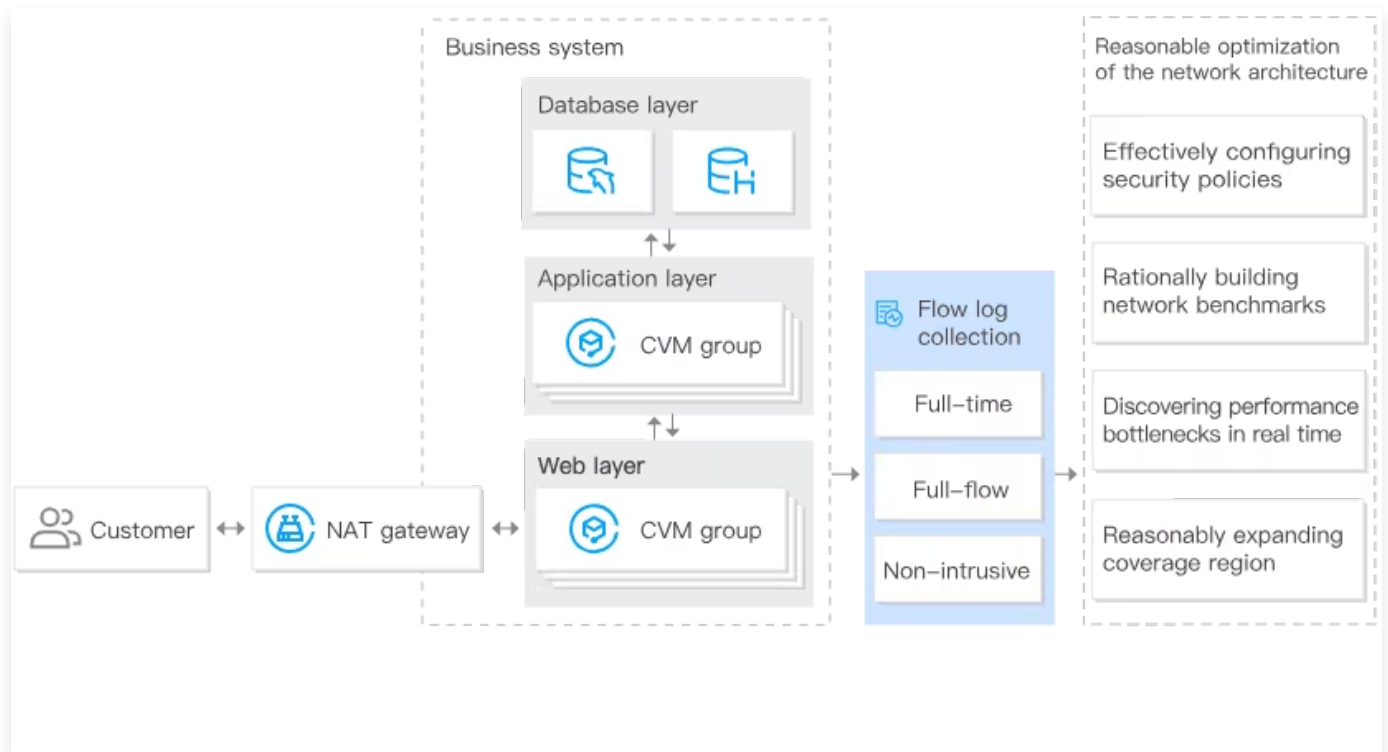 Business system
Database layer
Application layer
CVM group
Web layer
CVM group
Customer
NAT gateway
Flow log
collection
Full-time
Full-flow
Non-intrusive
Reasonable optimization
of the network architecture
Effectively configuring
security policies
Rationally building
network benchmarks
Discovering performance
bottlenecks in real time
Reasonably expanding
coverage region